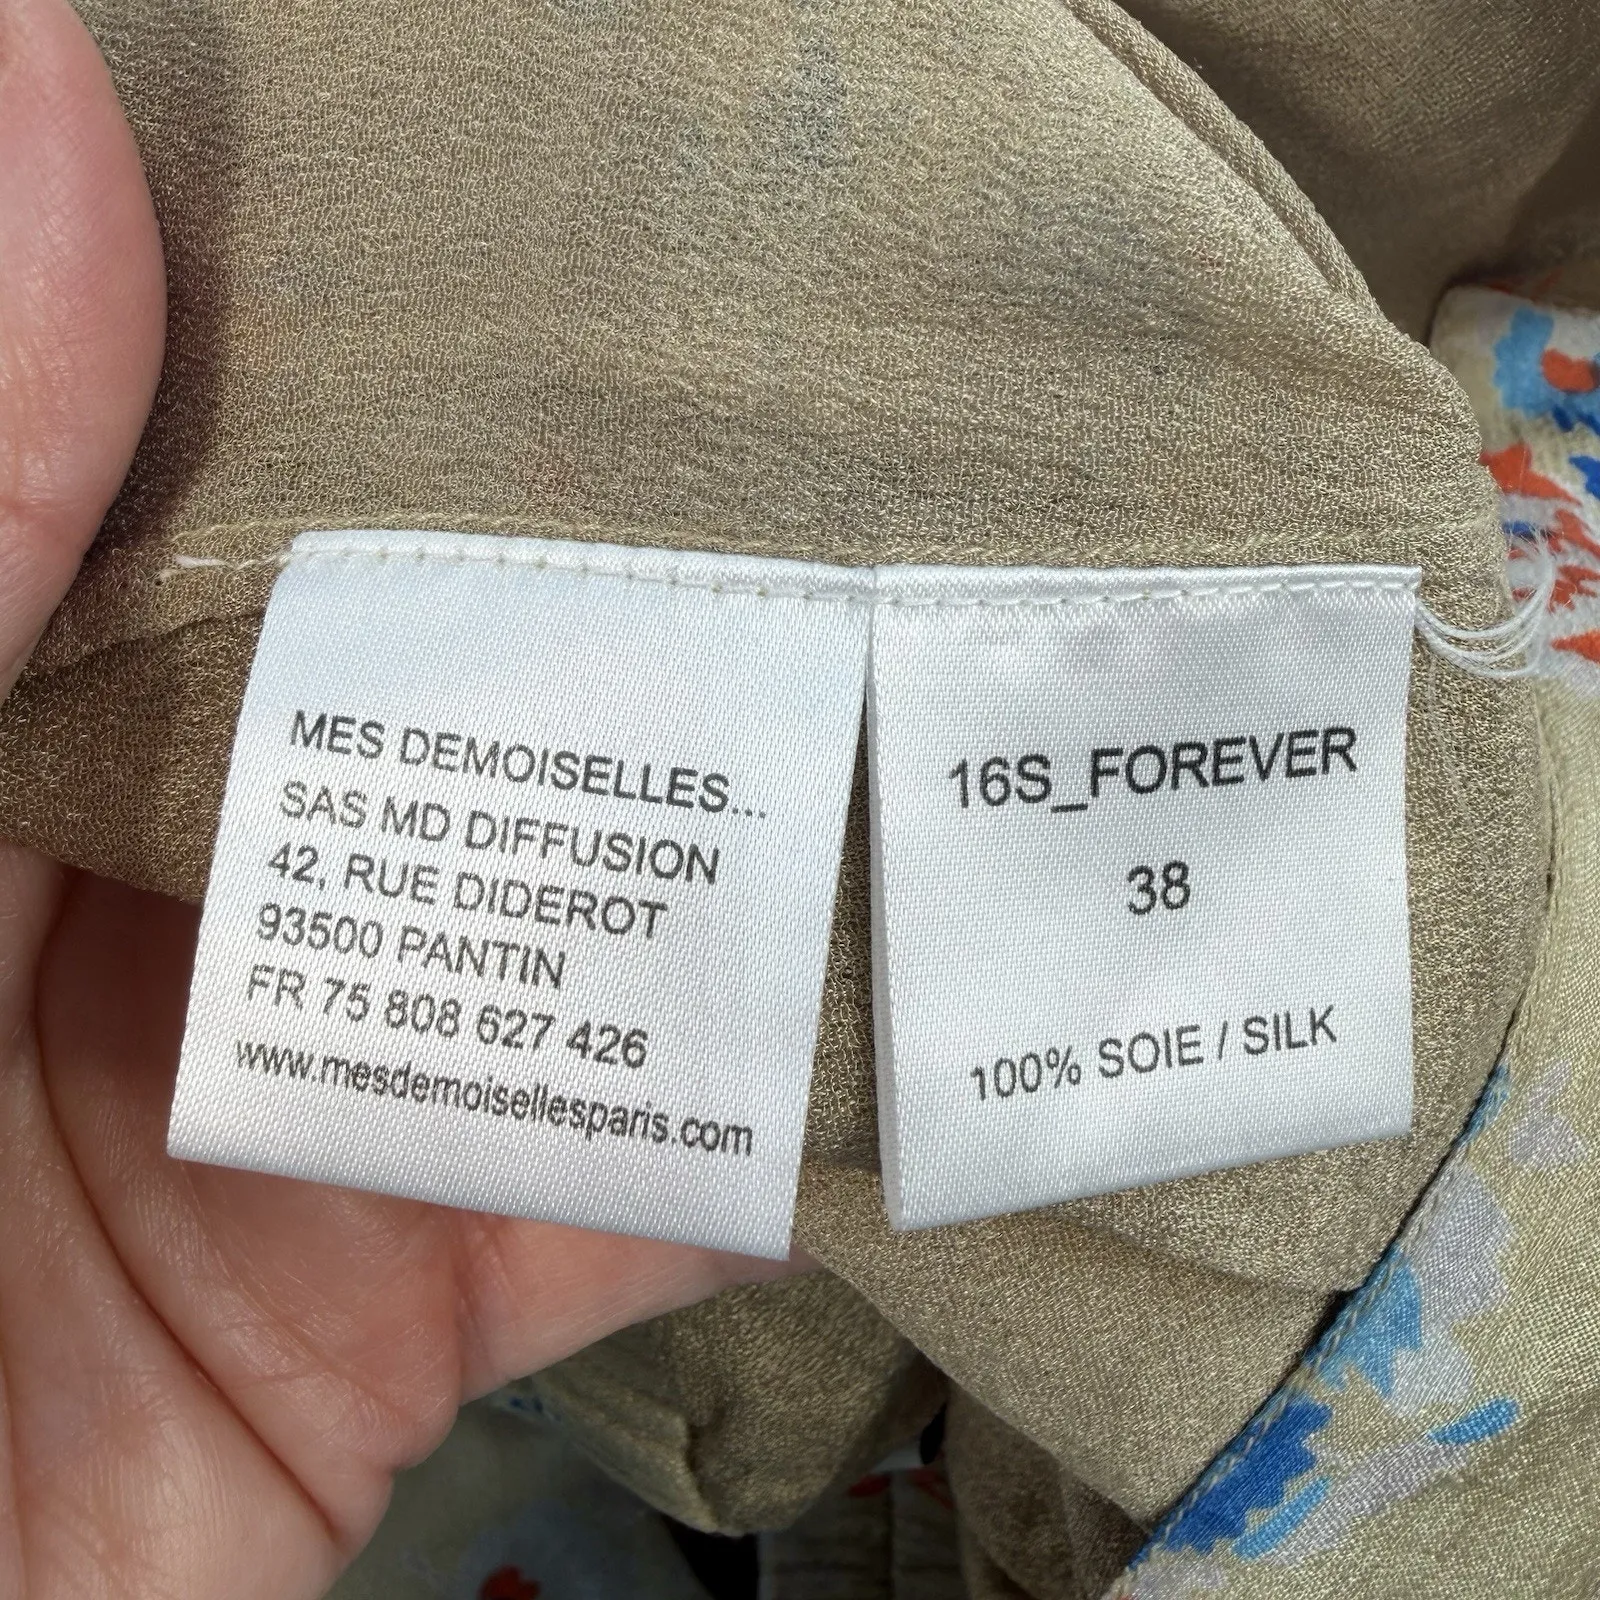 MES DEMOISELLES...
SAS MD DIFFUSION
42, RUE DIDEROT
93500 PANTIN
FR 75 808 627 426
www.mesdemoisellesparis.com
16S_FOREVER
38
100% SOIE / SILK